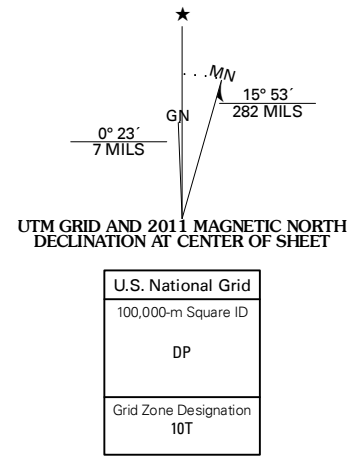 MN
15° 53´
282 MILS
GN
0° 23´
7 MILS
UTM GRID AND 2011 MAGNETIC NORTH
DECLINATION AT CENTER OF SHEET
U.S. National Grid
100,000-m Square ID
DP
Grid Zone Designation
10T